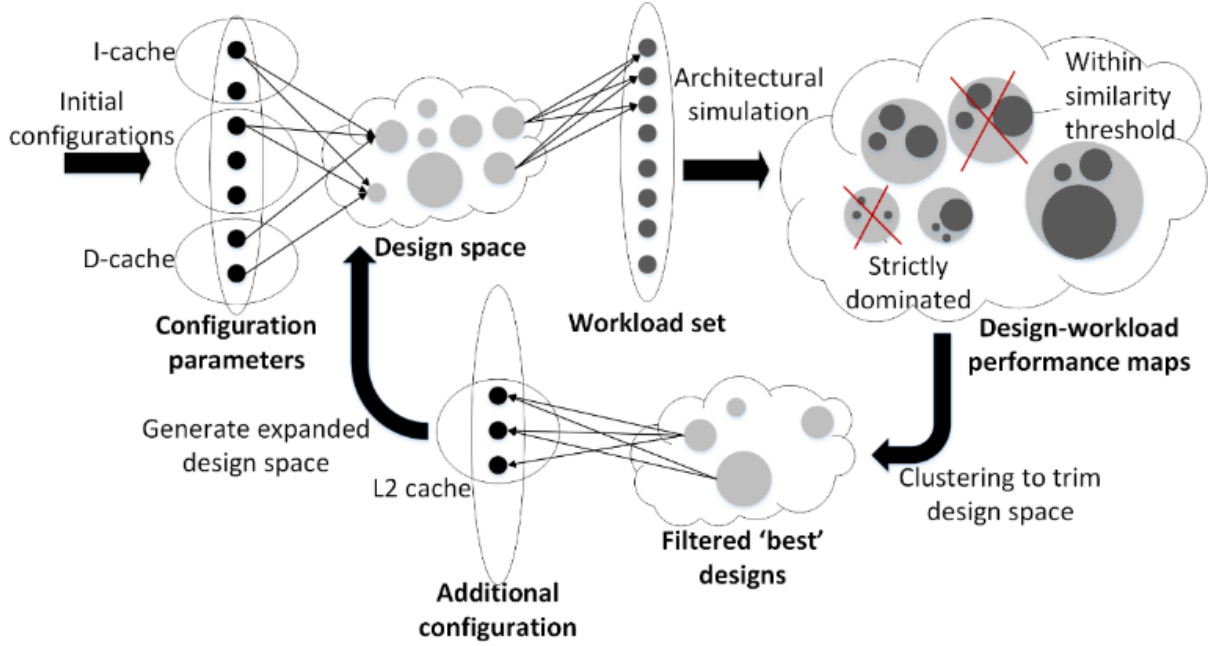 I-cache
Initial
configurations
D-cache
Configuration
parameters
Design space
Workload set
Architectural
simulation
Within
similarity
threshold
Strictly
dominated
Design-workload
performance maps
Generate expanded
design space
L2 cache
Additional
configuration
Filtered ‘best’
designs
Clustering to trim
design space